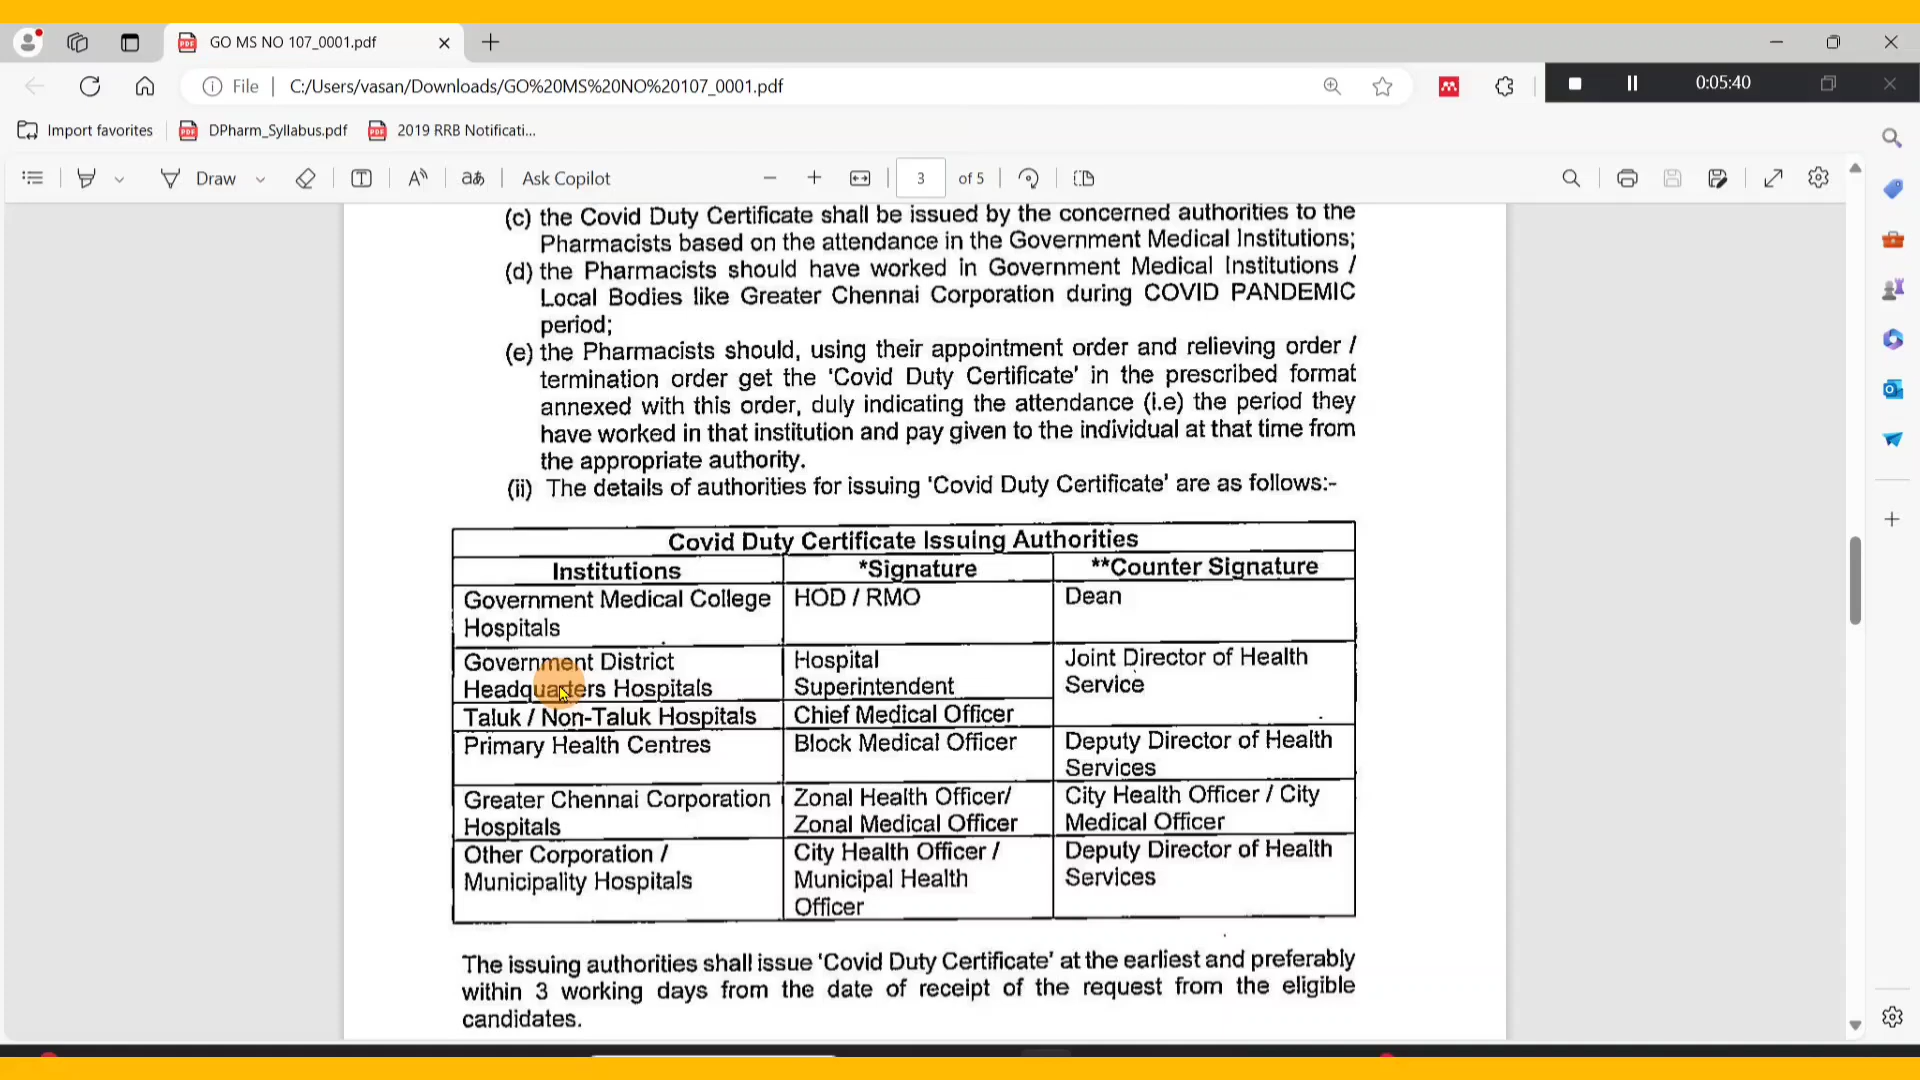 GO MS NO 107_0001.pdf
File
C:/Users/vasan/Downloads/GO%20MS%20NO%20107_0001.pdf
0:05:40
Import favorites
DPharm_Syllabus.pdf
2019 RRB Notificati...
Draw
Ask Copilot
3
of 5
(c) the Covid Duty Certificate shall be issued by the concerned authorities to the
Pharmacists based on the attendance in the Government Medical Institutions;
(d) the Pharmacists should have worked in Government Medical Institutions /
Local Bodies like Greater Chennai Corporation during COVID PANDEMIC
period;
(e) the Pharmacists should, using their appointment order and relieving order /
termination order get the 'Covid Duty Certificate' in the prescribed format
annexed with this order, duly indicating the attendance (i.e) the period they
have worked in that institution and pay given to the individual at that time from
the appropriate authority.
(ii) The details of authorities for issuing 'Covid Duty Certificate' are as follows:-
Covid Duty Certificate Issuing Authorities
Institutions
*Signature
**Counter Signature
Government Medical College
Hospitals
HOD / RMO
Dean
Government District
Headquarters Hospitals
Hospital
Superintendent
Joint Director of Health
Service
Taluk / Non-Taluk Hospitals
Chief Medical Officer
Primary Health Centres
Block Medical Officer
Deputy Director of Health
Services
Greater Chennai Corporation
Hospitals
Zonal Health Officer/
Zonal Medical Officer
City Health Officer / City
Medical Officer
Other Corporation /
Municipality Hospitals
City Health Officer /
Municipal Health
Officer
Deputy Director of Health
Services
The issuing authorities shall issue 'Covid Duty Certificate' at the earliest and preferably
within 3 working days from the date of receipt of the request from the eligible
candidates.